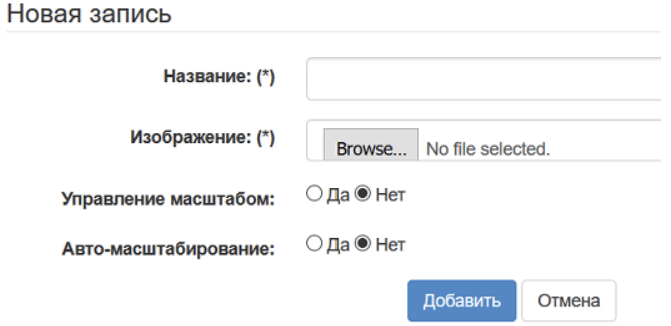 Новая запись
Название: (*)
Изображение: (*) Browse... No file selected.
Управление масштабом: Да Нет
Авто-масштабирование: Да Нет
Добавить Отмена